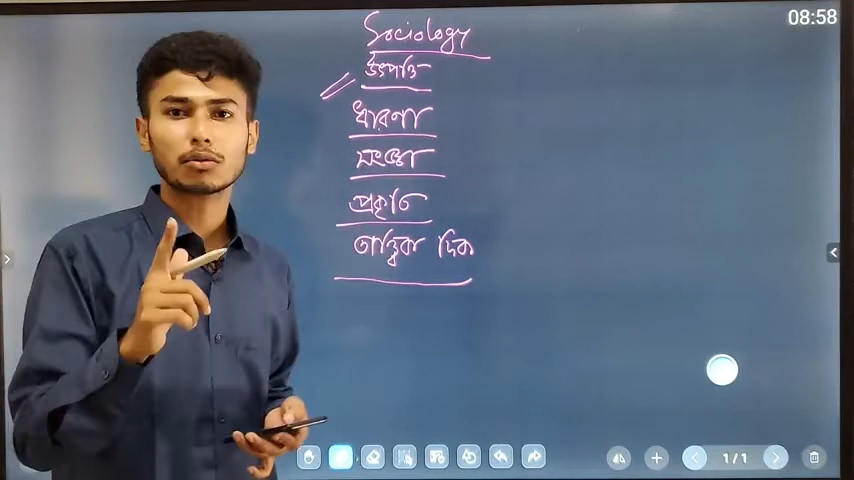 08:58
Sociology
উৎপত্তি
ধারণা
সংজ্ঞা
প্রকৃতি
তাত্ত্বিক দিক
1/1